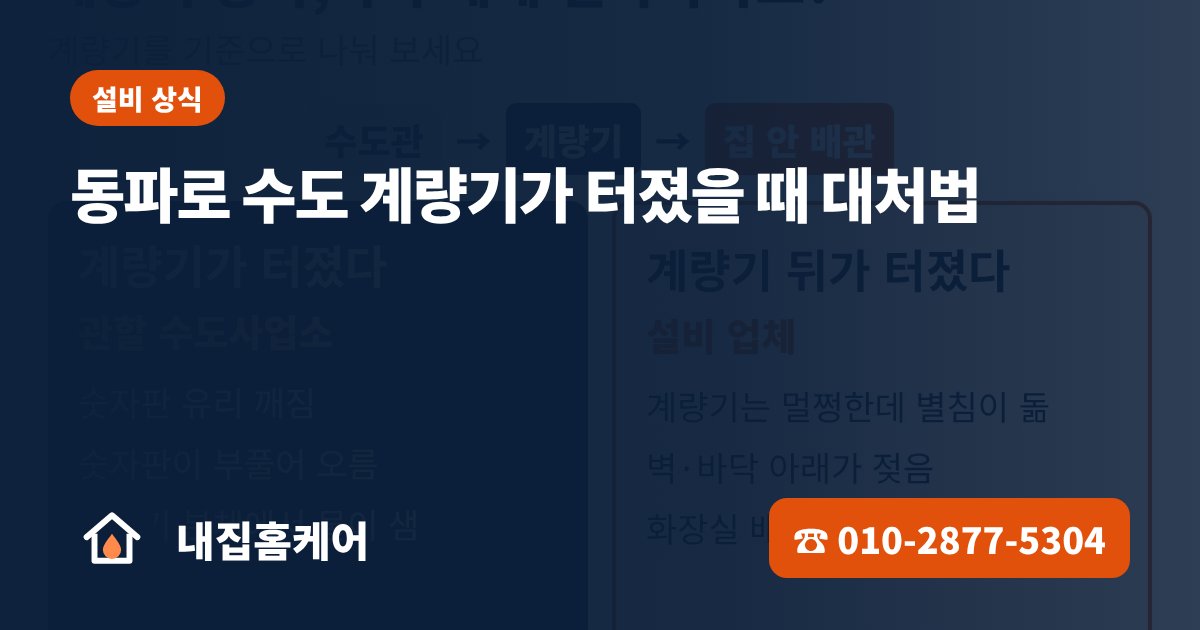 계량기를 기준으로 나눠 보세요
설비 상식
수도관 → 계량기 → 집 안 배관
동파로 수도 계량기가 터졌을 때 대처법
계량기가 터졌다
관할 수도사업소
숫자판 유리 깨짐
숫자판이 부풀어 오름
계량기 뒤가 터졌다
설비 업체
계량기는 멀쩡한데 별침이 돎
벽·바닥 아래가 젖음
화장실
내집홈케어
☎ 010-2877-5304